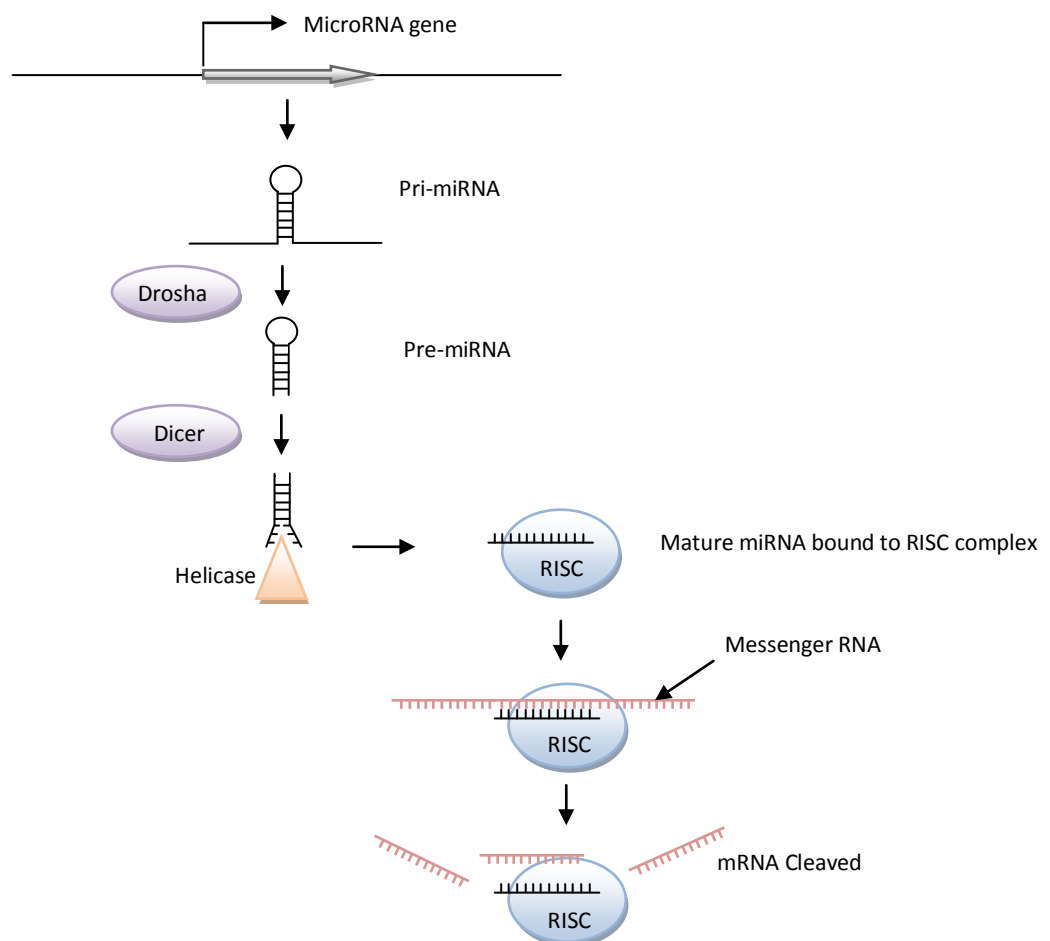 MicroRNA gene
Pri-miRNA
Drosha
Pre-miRNA
Dicer
Helicase
RISC
Mature miRNA bound to RISC complex
Messenger RNA
RISC
mRNA Cleaved
RISC